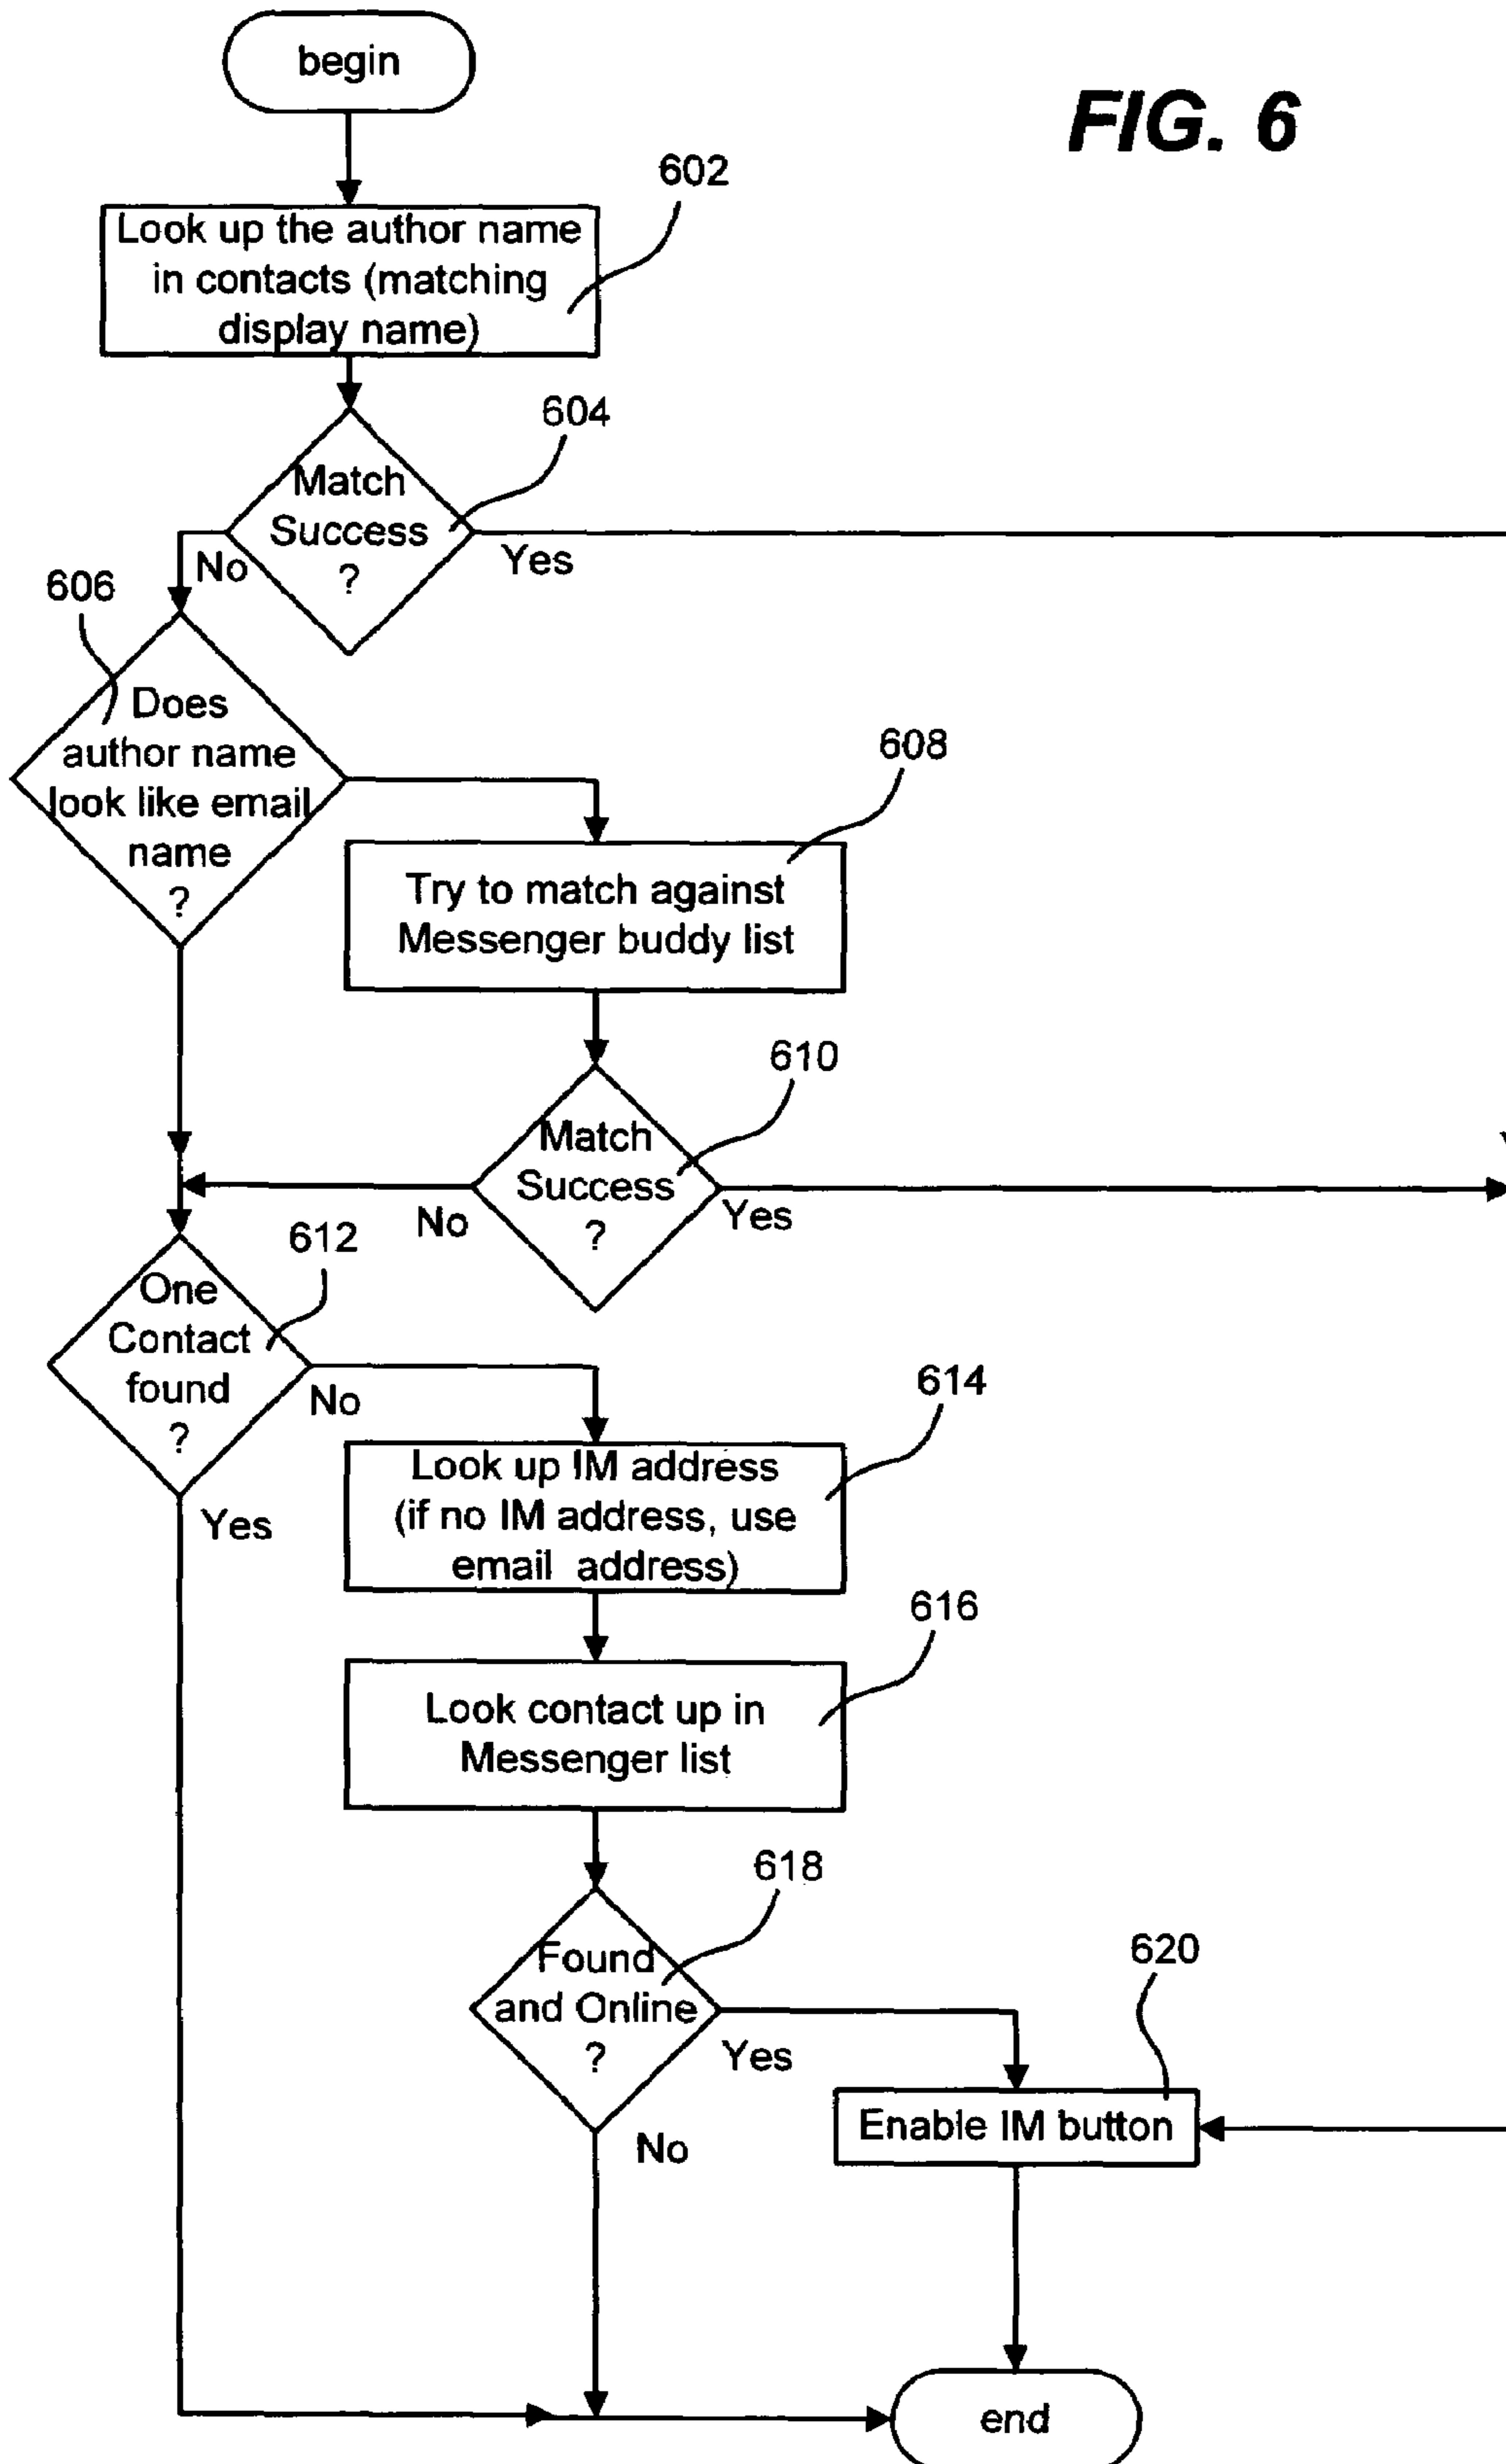 begin
FIG. 6
602
Look up the author name
in contacts (matching
display name)
604
Match
Success
?
No
Yes
606
Does
author name
look like email
name
?
608
Try to match against
Messenger buddy list
610
Match
Success
?
No
Yes
612
One
Contact
found
?
No
Yes
614
Look up IM address
(if no IM address, use
email address)
616
Look contact up in
Messenger list
618
Found
and Online
?
Yes
No
620
Enable IM button
end